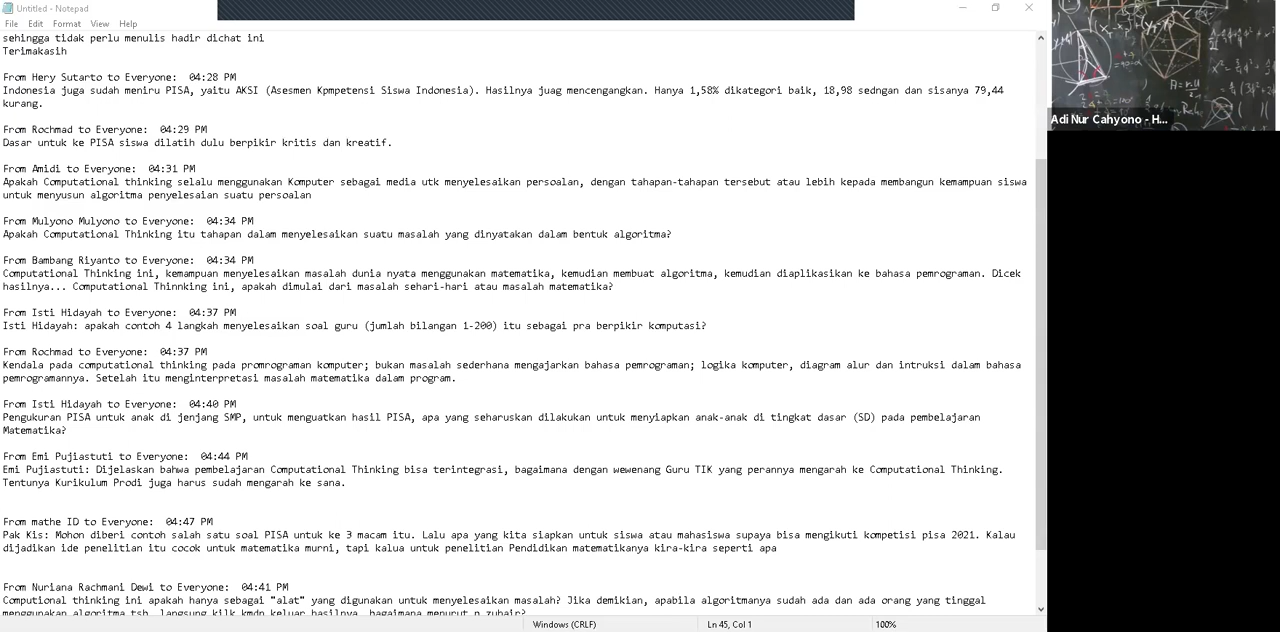 Untitled - Notepad
File Edit Format View Help
sehingga tidak perlu menulis hadir dichat ini
Terimakasih
From Hery Sutarto to Everyone: 04:28 PM
Indonesia juga sudah meniru PISA, yaitu AKSI (Asesmen Kpmpetensi Siswa Indonesia). Hasilnya juag mencengangkan. Hanya 1,58% dikategori baik, 18,98 sedngan dan sisanya 79,44
kurang.
From Rochmad to Everyone: 04:29 PM
Dasar untuk ke PISA siswa dilatih dulu berpikir kritis dan kreatif.
From Amidi to Everyone: 04:31 PM
Apakah Computational thinking selalu menggunakan Komputer sebagai media utk menyelesaikan persoalan, dengan tahapan-tahapan tersebut atau lebih kepada membangun kemampuan siswa
untuk menyusun algoritma penyelesaian suatu persoalan
From Mulyono Mulyono to Everyone: 04:34 PM
Apakah Computational Thinking itu tahapan dalam menyelesaikan suatu masalah yang dinyatakan dalam bentuk algoritma?
From Bambang Riyanto to Everyone: 04:34 PM
Computational Thinking ini, kemampuan menyelesaikan masalah dunia nyata menggunakan matematika, kemudian membuat algoritma, kemudian diaplikasikan ke bahasa pemrograman. Dicek
hasilnya... Computational Thinnking ini, apakah dimulai dari masalah sehari-hari atau masalah matematika?
From Isti Hidayah to Everyone: 04:37 PM
Isti Hidayah: apakah contoh 4 langkah menyelesaikan soal guru (jumlah bilangan 1-200) itu sebagai pra berpikir komputasi?
From Rochmad to Everyone: 04:37 PM
Kendala pada computational thinking pada promrograman komputer; bukan masalah sederhana mengajarkan bahasa pemrograman; logika komputer, diagram alur dan intruksi dalam bahasa
pemrogramannya. Setelah itu menginterpretasi masalah matematika dalam program.
From Isti Hidayah to Everyone: 04:40 PM
Pengukuran PISA untuk anak di jenjang SMP, untuk menguatkan hasil PISA, apa yang seharuskan dilakukan untuk menyiapkan anak-anak di tingkat dasar (SD) pada pembelajaran
Matematika?
From Emi Pujiastuti to Everyone: 04:44 PM
Emi Pujiastuti: Dijelaskan bahwa pembelajaran Computational Thinking bisa terintegrasi, bagaimana dengan wewenang Guru TIK yang perannya mengarah ke Computational Thinking.
Tentunya Kurikulum Prodi juga harus sudah mengarah ke sana.
From mathe ID to Everyone: 04:47 PM
Pak Kis: Mohon diberi contoh salah satu soal PISA untuk ke 3 macam itu. Lalu apa yang kita siapkan untuk siswa atau mahasiswa supaya bisa mengikuti kompetisi pisa 2021. Kalau
dijadikan ide penelitian itu cocok untuk matematika murni, tapi kalua untuk penelitian Pendidikan matematikanya kira-kira seperti apa
From Nuriana Rachmani Dewi to Everyone: 04:41 PM
Computional thinking ini apakah hanya sebagai "alat" yang digunakan untuk menyelesaikan masalah? Jika demikian, apabila algoritmanya sudah ada dan ada orang yang tinggal
menggunakan algoritma tsb, langsung kilk kmdn keluar hasilnya, bagaimana menurut p zuhair?
Windows (CRLF) Ln 45, Col 1 100%
Adi Nur Cahyono - H...